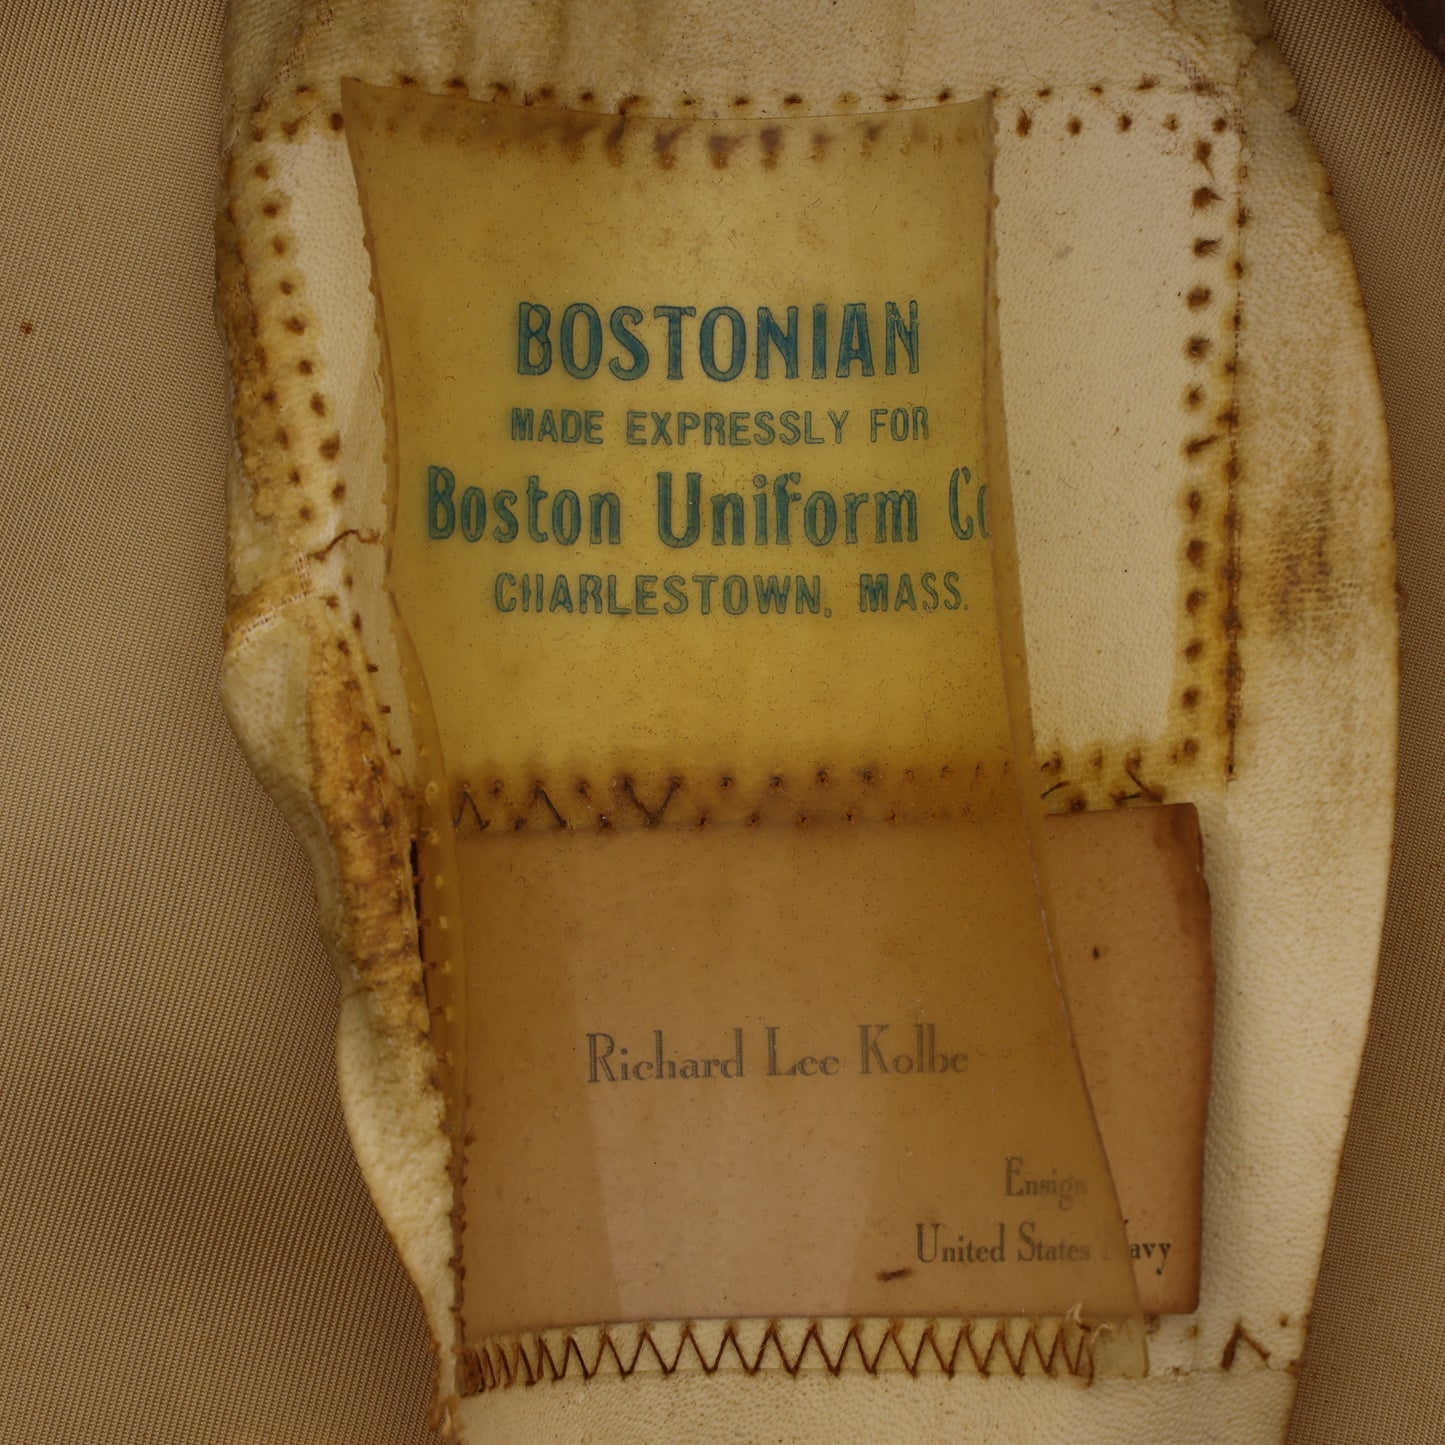 BOSTONIAN
MADE EXPRESSLY FOR
Boston Uniform Co
CHARLESTOWN, MASS.
Richard Lee Kolbe
Ensign
United States Navy